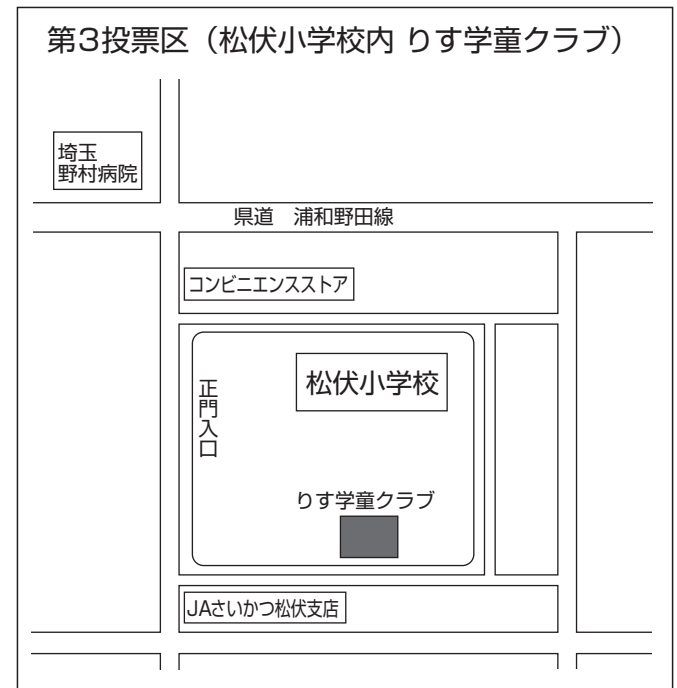 第3投票区（松伏小学校内 りす学童クラブ）
埼玉
野村病院
県道　浦和野田線
コンビニエンスストア
松伏小学校
正門入口
りす学童クラブ
JAさいかつ松伏支店